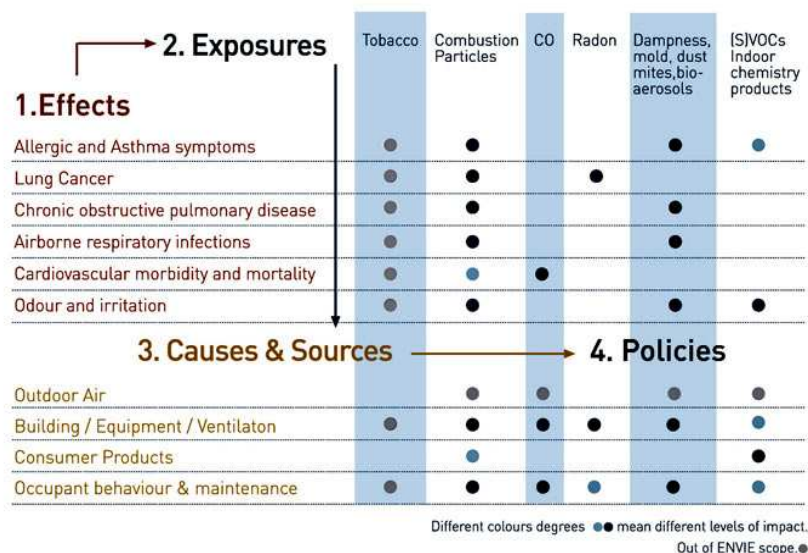 2. Exposures
Tobacco
Combustion
Particles
CO
Radon
Dampness,
mold, dust
mites,bio-
aerosols
(S)VOCs
Indoor
chemistry
products
1.Effects
Allergic and Asthma symptoms
Lung Cancer
Chronic obstructive pulmonary disease
Airborne respiratory infections
Cardiovascular morbidity and mortality
Odour and irritation
3. Causes & Sources
4. Policies
Outdoor Air
Building / Equipment / Ventilaton
Consumer Products
Occupant behaviour & maintenance
Different colours degrees mean different levels of impact.
Out of ENVIE scope.